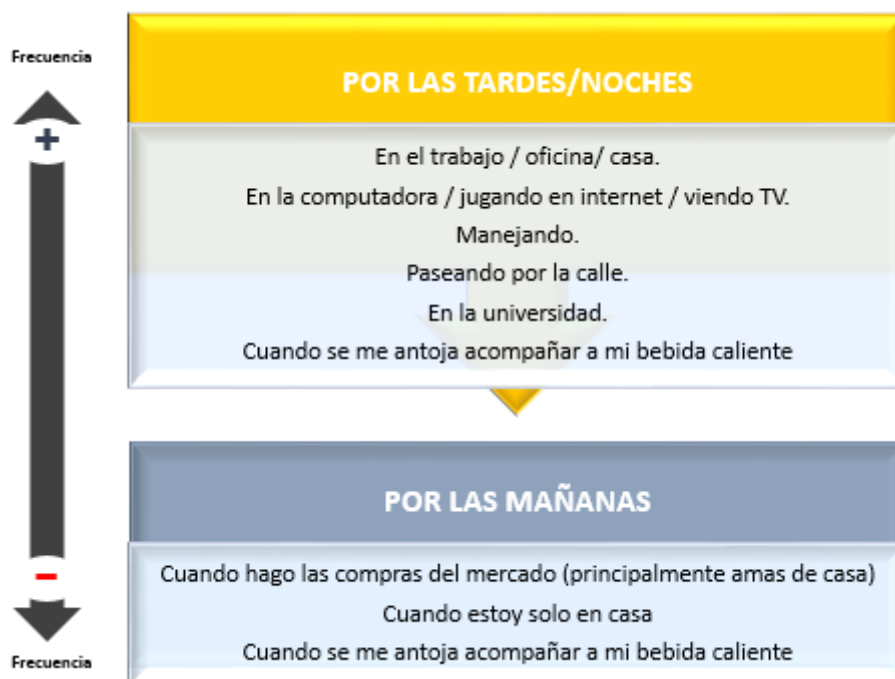 Frecuencia
+
POR LAS TARDES/NOCHES
En el trabajo / oficina/ casa.
En la computadora / jugando en internet / viendo TV.
Manejando.
Paseando por la calle.
En la universidad.
Cuando se me antoja acompañar a mi bebida caliente
POR LAS MAÑANAS
Cuando hago las compras del mercado (principalmente amas de casa)
Cuando estoy solo en casa
Cuando se me antoja acompañar a mi bebida caliente
-
Frecuencia